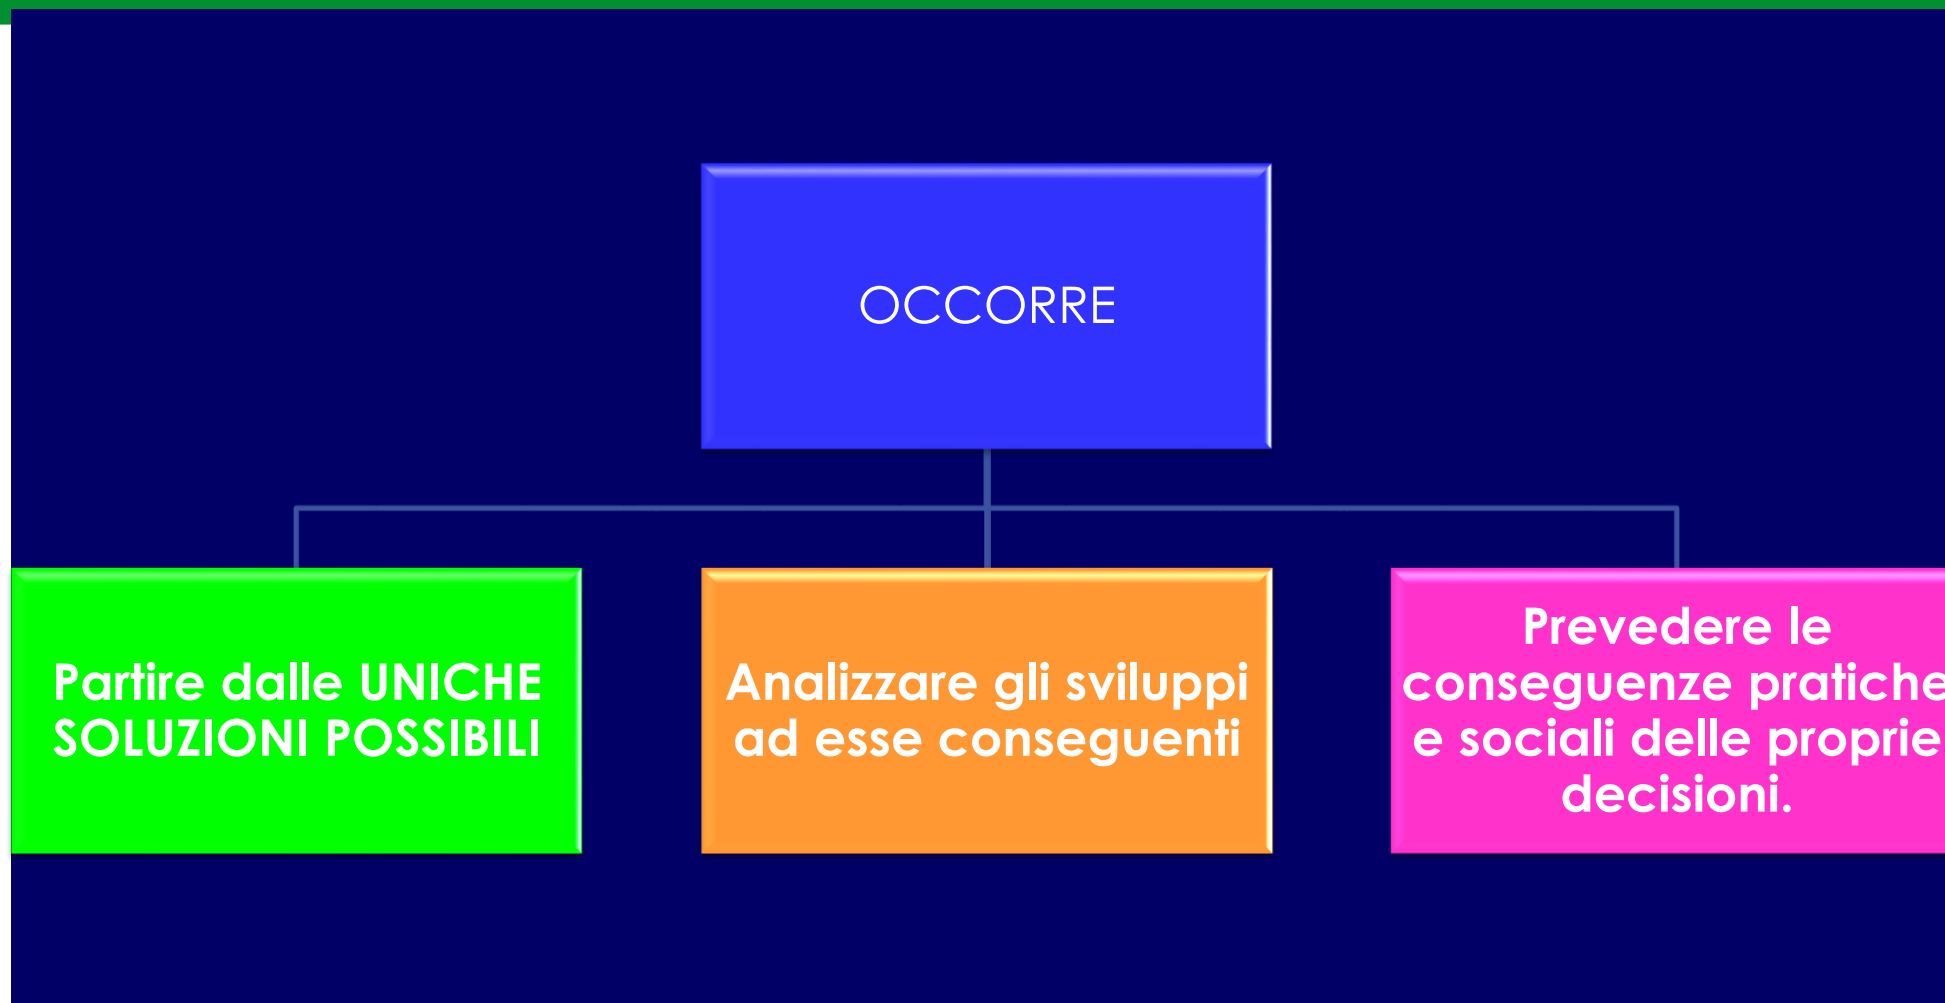 OCCORRE
Partire dalle UNICHE
SOLUZIONI POSSIBILI
Analizzare gli sviluppi
ad esse conseguenti
Prevedere le
conseguenze pratiche
e sociali delle proprie
decisioni.